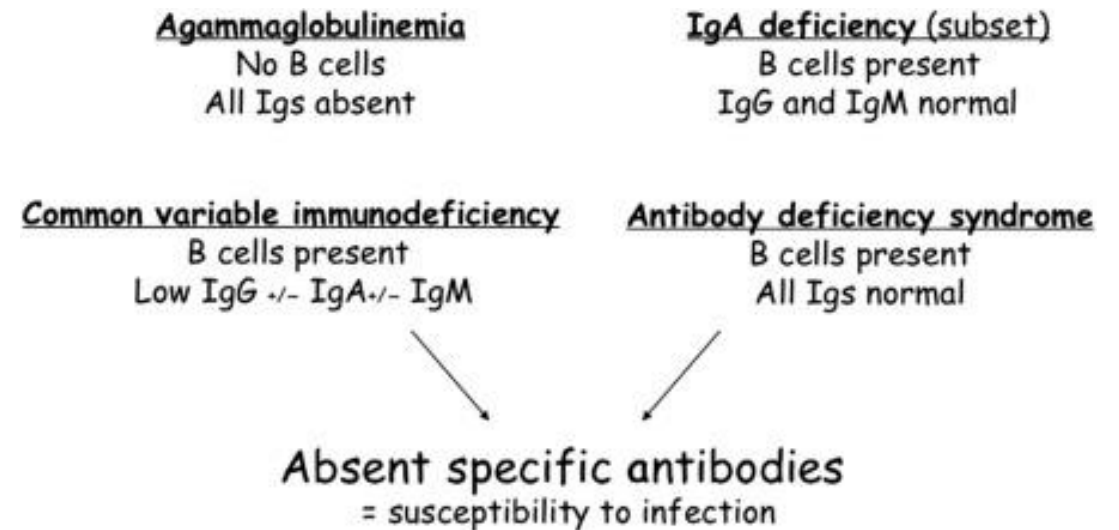 Agammaglobulinemia
No B cells
All Igs absent
IgA deficiency (subset)
B cells present
IgG and IgM normal
Common variable immunodeficiency
B cells present
Low IgG +/- IgA+/- IgM
Antibody deficiency syndrome
B cells present
All Igs normal
Absent specific antibodies
= susceptibility to infection